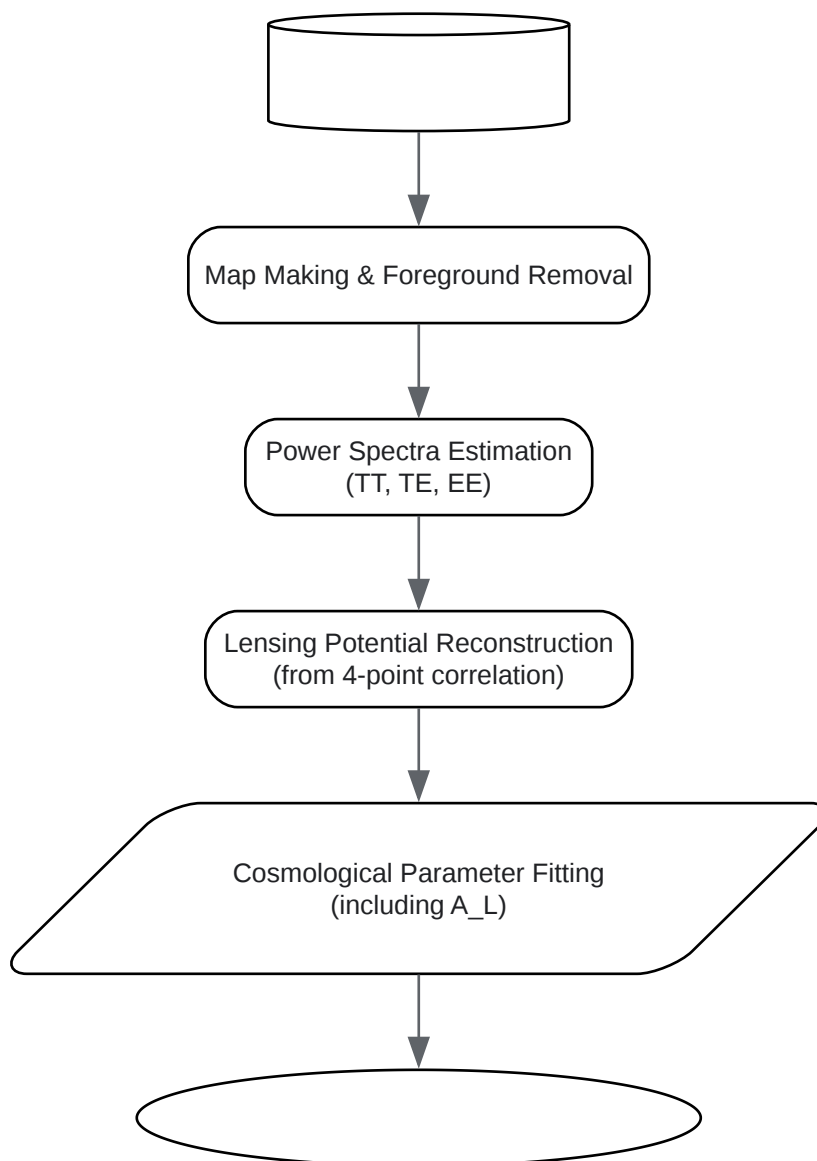 Map Making & Foreground Removal
Power Spectra Estimation
(TT, TE, EE)
Lensing Potential Reconstruction
(from 4-point correlation)
Cosmological Parameter Fitting
(including A_L)